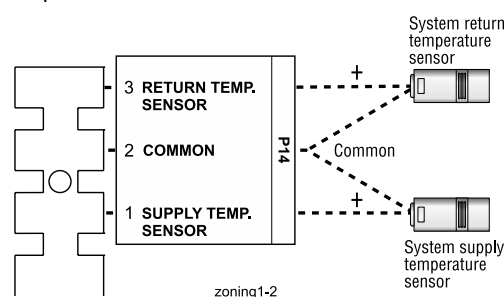 System return
temperature
sensor
3 RETURN TEMP.
SENSOR
+
2 COMMON
P14
Common
1 SUPPLY TEMP.
SENSOR
+
System supply
temperature
sensor
zoning1-2